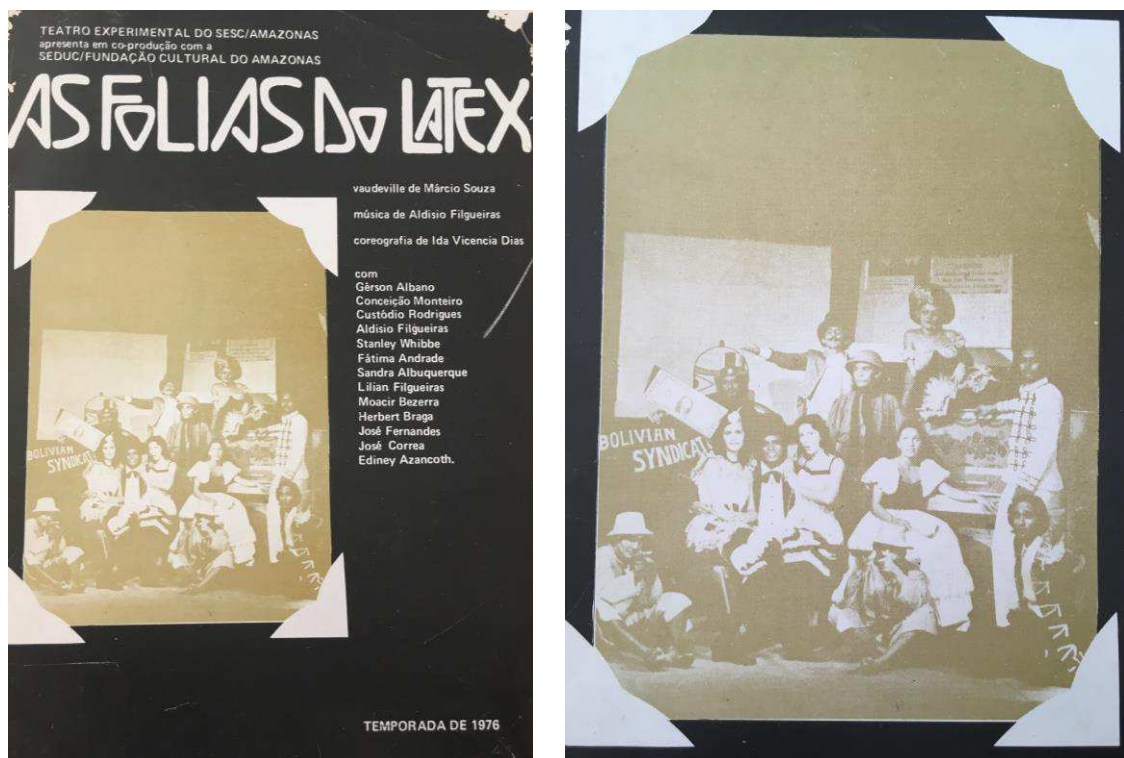 TEATRO EXPERIMENTAL DO SESC/AMAZONAS
apresenta em co-produção com a
SEDUC/FUNDAÇÃO CULTURAL DO AMAZONAS
AS FOLIAS DO LATEX
vaudeville de Márcio Souza
música de Aldisio Filgueiras
coreografia de Ida Vicencia Dias
com
Gérson Albano
Conceição Monteiro
Custódio Rodrigues
Aldisio Filgueiras
Stanley Whibbe
Fátima Andrade
Sandra Albuquerque
Lilian Filgueiras
Moacir Bezerra
Herbert Braga
José Fernandes
José Correa
Ediney Azancoth.
BOLIVIAN
SYNDICAT
TEMPORADA DE 1976
BOLIVIAN
SYNDICAT